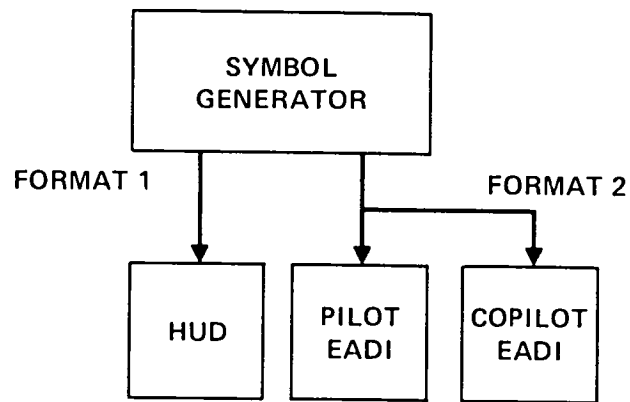 SYMBOL
GENERATOR
FORMAT 1
FORMAT 2
HUD
PILOT
EADI
COPILOT
EADI